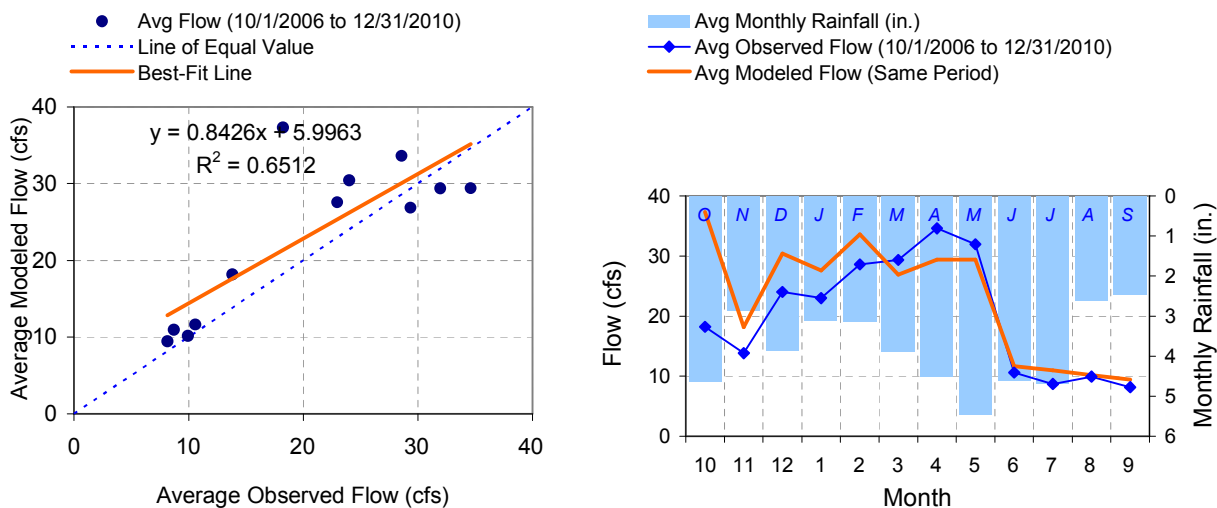 Avg Flow (10/1/2006 to 12/31/2010)
Line of Equal Value
Best-Fit Line
y = 0.8426x + 5.9963
R² = 0.6512
Average Modeled Flow (cfs)
40
30
20
10
0
0 10 20 30 40
Average Observed Flow (cfs)
Avg Monthly Rainfall (in.)
Avg Observed Flow (10/1/2006 to 12/31/2010)
Avg Modeled Flow (Same Period)
Flow (cfs)
40
30
20
10
0
O N D J F M A M J J A S
0
1
2
3
4
5
6
Monthly Rainfall (in.)
10 11 12 1 2 3 4 5 6 7 8 9
Month